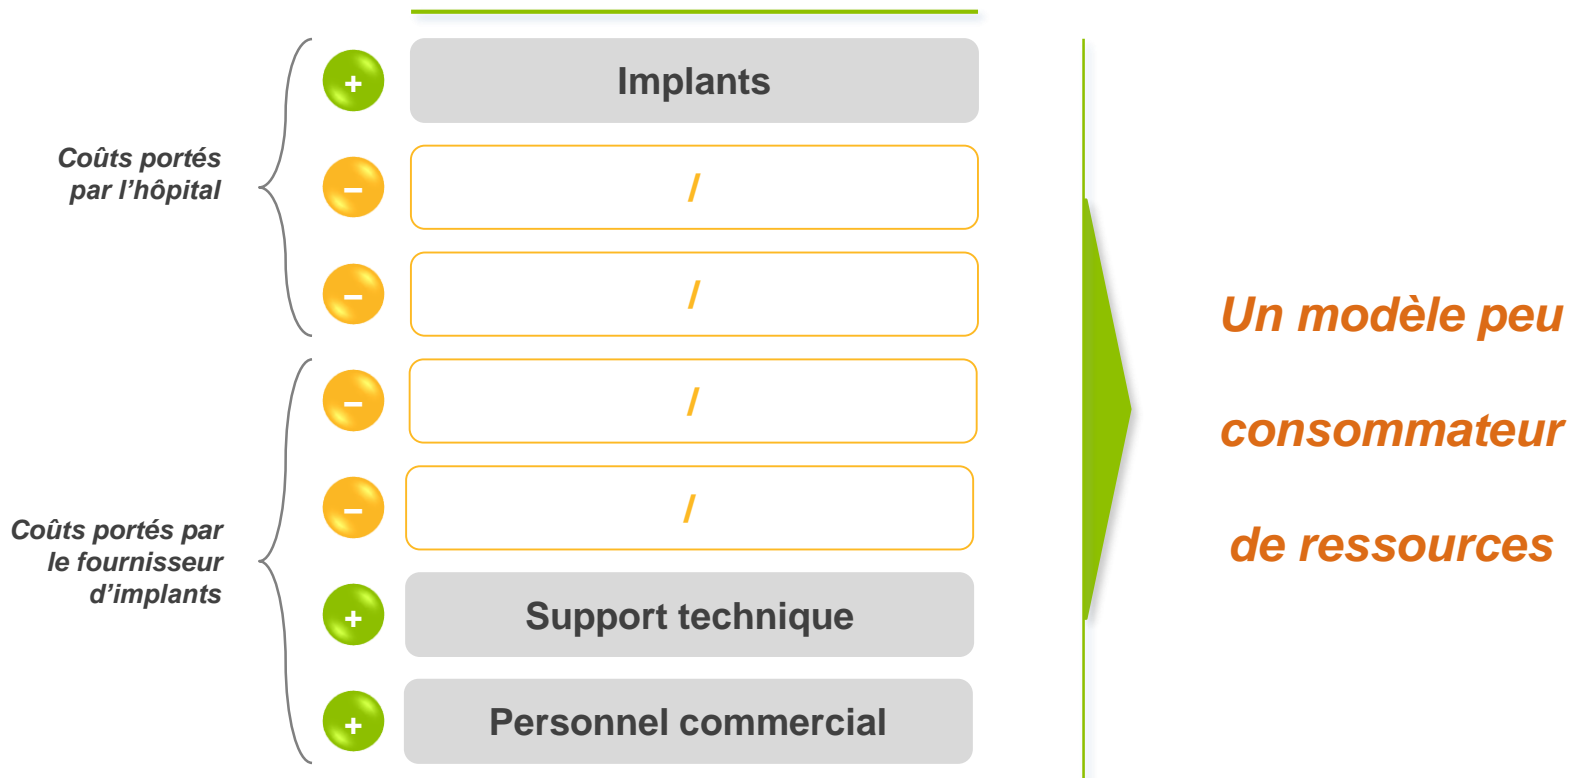 +
Implants
Coûts portés
par l’hôpital
–
/
–
/
–
/
–
/
Coûts portés par
le fournisseur
d’implants
+
Support technique
+
Personnel commercial
Un modèle peu
consommateur
de ressources